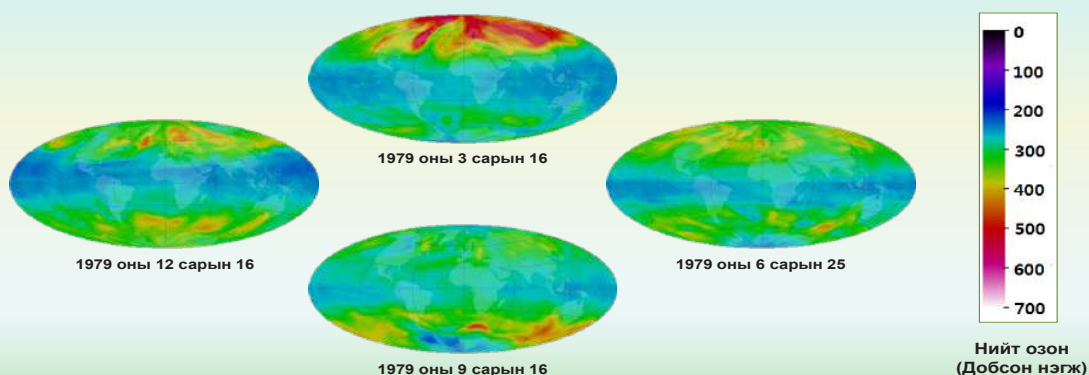 1979 оны 3 сарын 16
1979 оны 12 сарын 16
1979 оны 6 сарын 25
1979 оны 9 сарын 16
0
100
200
300
400
500
600
700
Нийт озон
(Добсон нэгж)